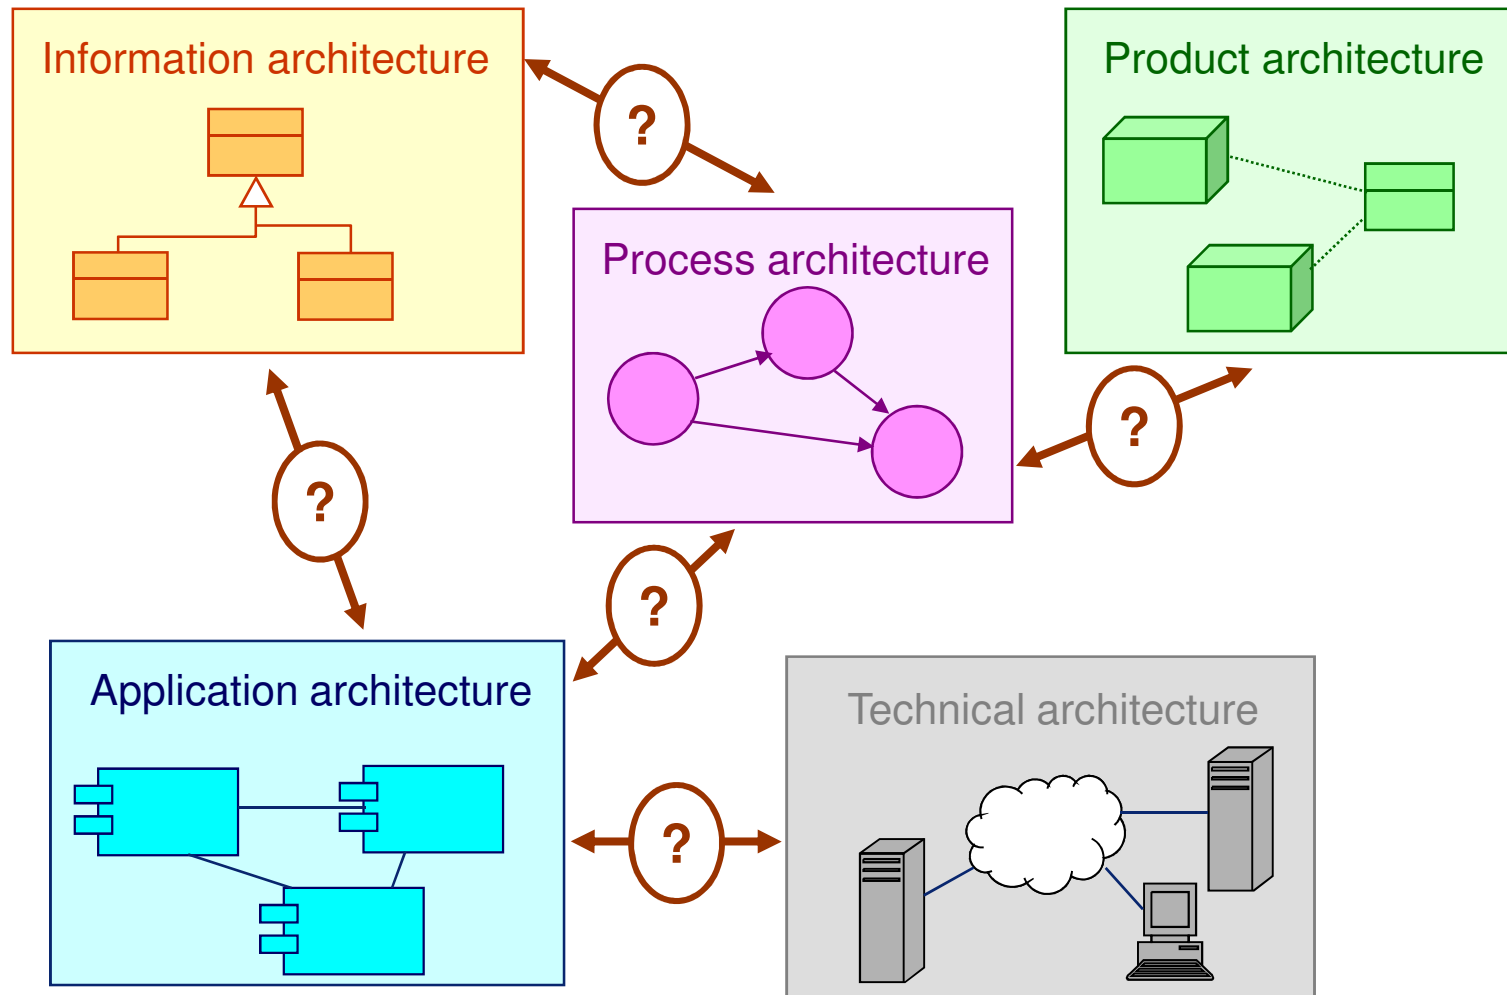 Information architecture
Product architecture
?
Process architecture
?
?
?
Application architecture
Technical architecture
?